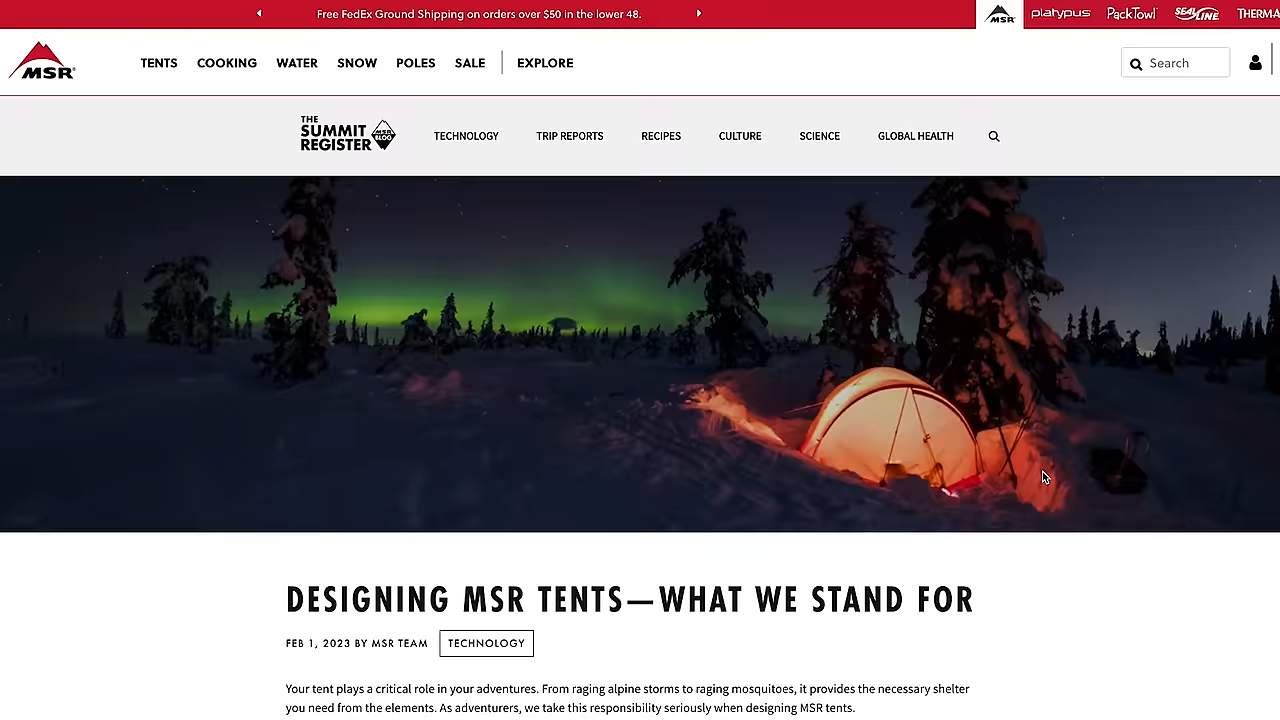 Free FedEx Ground Shipping on orders over $50 in the lower 48.
MSR platypus PackTowl SEALLINE THERMA
MSR TENTS COOKING WATER SNOW POLES SALE EXPLORE Search
THE SUMMIT REGISTER MSR BLOG TECHNOLOGY TRIP REPORTS RECIPES CULTURE SCIENCE GLOBAL HEALTH
DESIGNING MSR TENTS—WHAT WE STAND FOR
FEB 1, 2023 BY MSR TEAM TECHNOLOGY
Your tent plays a critical role in your adventures. From raging alpine storms to raging mosquitoes, it provides the necessary shelter
you need from the elements. As adventurers, we take this responsibility seriously when designing MSR tents.